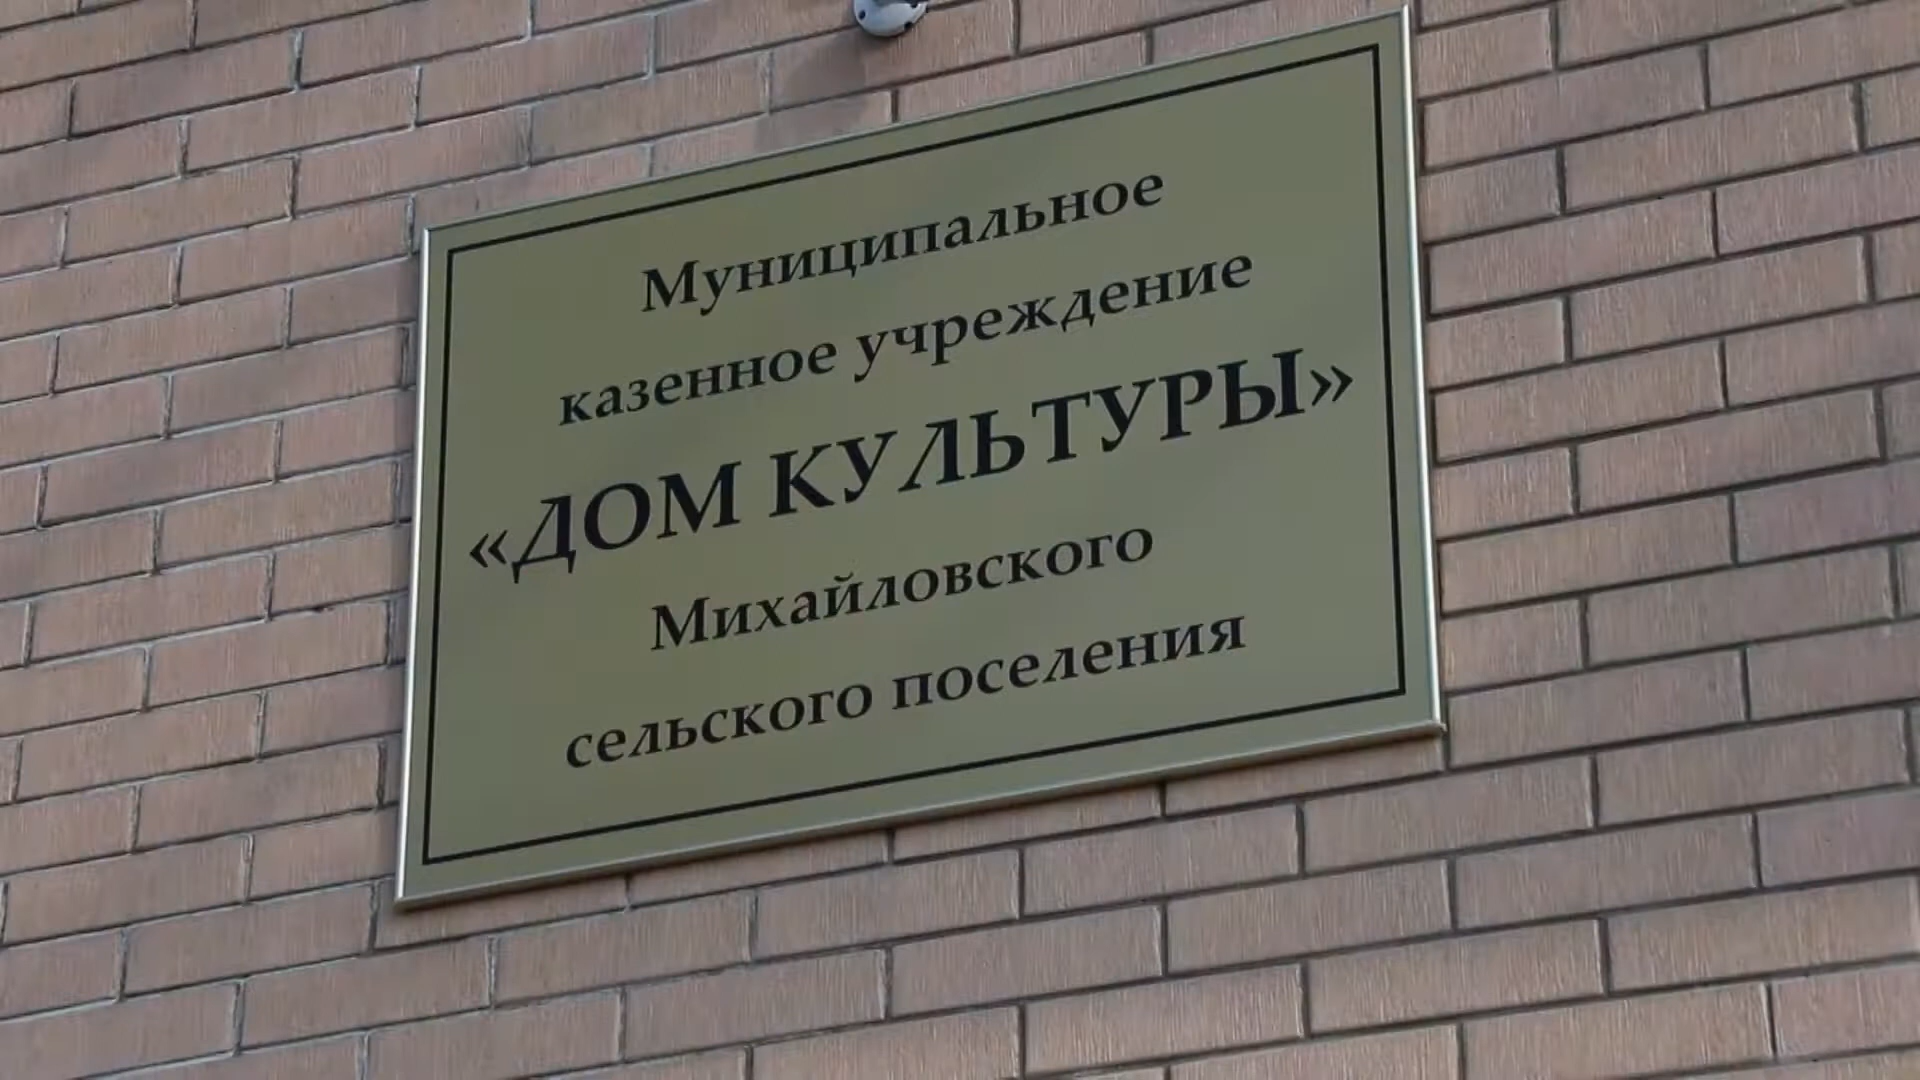 Муниципальное
казенное учреждение
«ДОМ КУЛЬТУРЫ»
Михайловского
сельского поселения